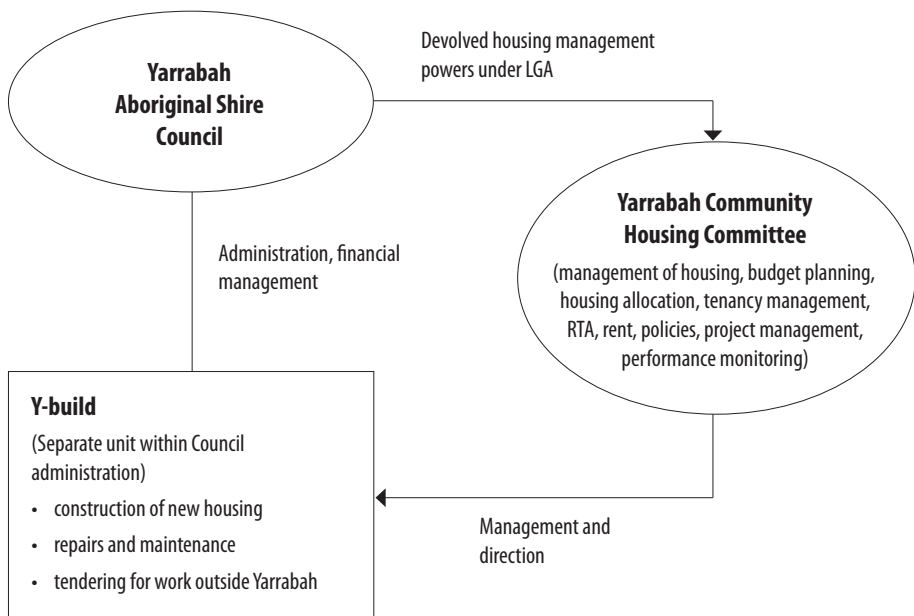 Yarrabah
Aboriginal Shire
Council
Devolved housing management
powers under LGA
Yarrabah Community
Housing Committee
(management of housing, budget planning,
housing allocation, tenancy management,
RTA, rent, policies, project management,
performance monitoring)
Administration, financial
management
Y-build
(Separate unit within Council
administration)
• construction of new housing
• repairs and maintenance
• tendering for work outside Yarrabah
Management and
direction